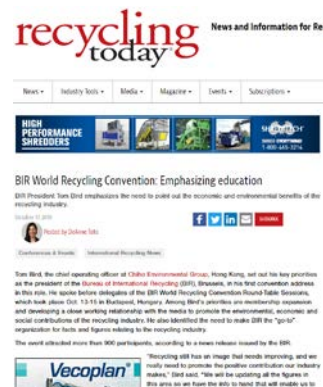 recycling
today
News and Information for Re
News
Industry Tools
Media
Magazine
Events
Subscriptions
HIGH
PERFORMANCE
SHREDDERS
1-800-465-3214
BIR World Recycling Convention: Emphasizing education
BIR President Tom Bird emphasizes the need to point out the economic and environmental benefits of the
recycling industry.
October
Posted by DeAnne Toto
Conferences & Events
International Recycling News
Tom Bird, the chief operating officer of Chiho Environmental Group, Hong Kong, set out his key priorities
as the president of the Bureau of International Recycling (BIR), Brussels, in his first convention address
in this role. He spoke before delegates of the BIR World Recycling Convention Round-Table Sessions,
which took place Oct. 13-15 in Budapest, Hungary. Among Bird's priorities are membership expansion
and developing a close working relationship with the media to promote the environmental, economic and
social contributions of the recycling industry. He also identified the need to make BIR the "go-to"
organization for facts and figures relating to the recycling industry.
The event attracted more than 900 participants, according to a news release issued by the BIR.
Vecoplan
"Recycling still has an image that needs improving, and we
really need to promote the positive contribution our industry
makes," Bird said. "We will be updating all the figures in
this area so we have the info to hand that will enable us to